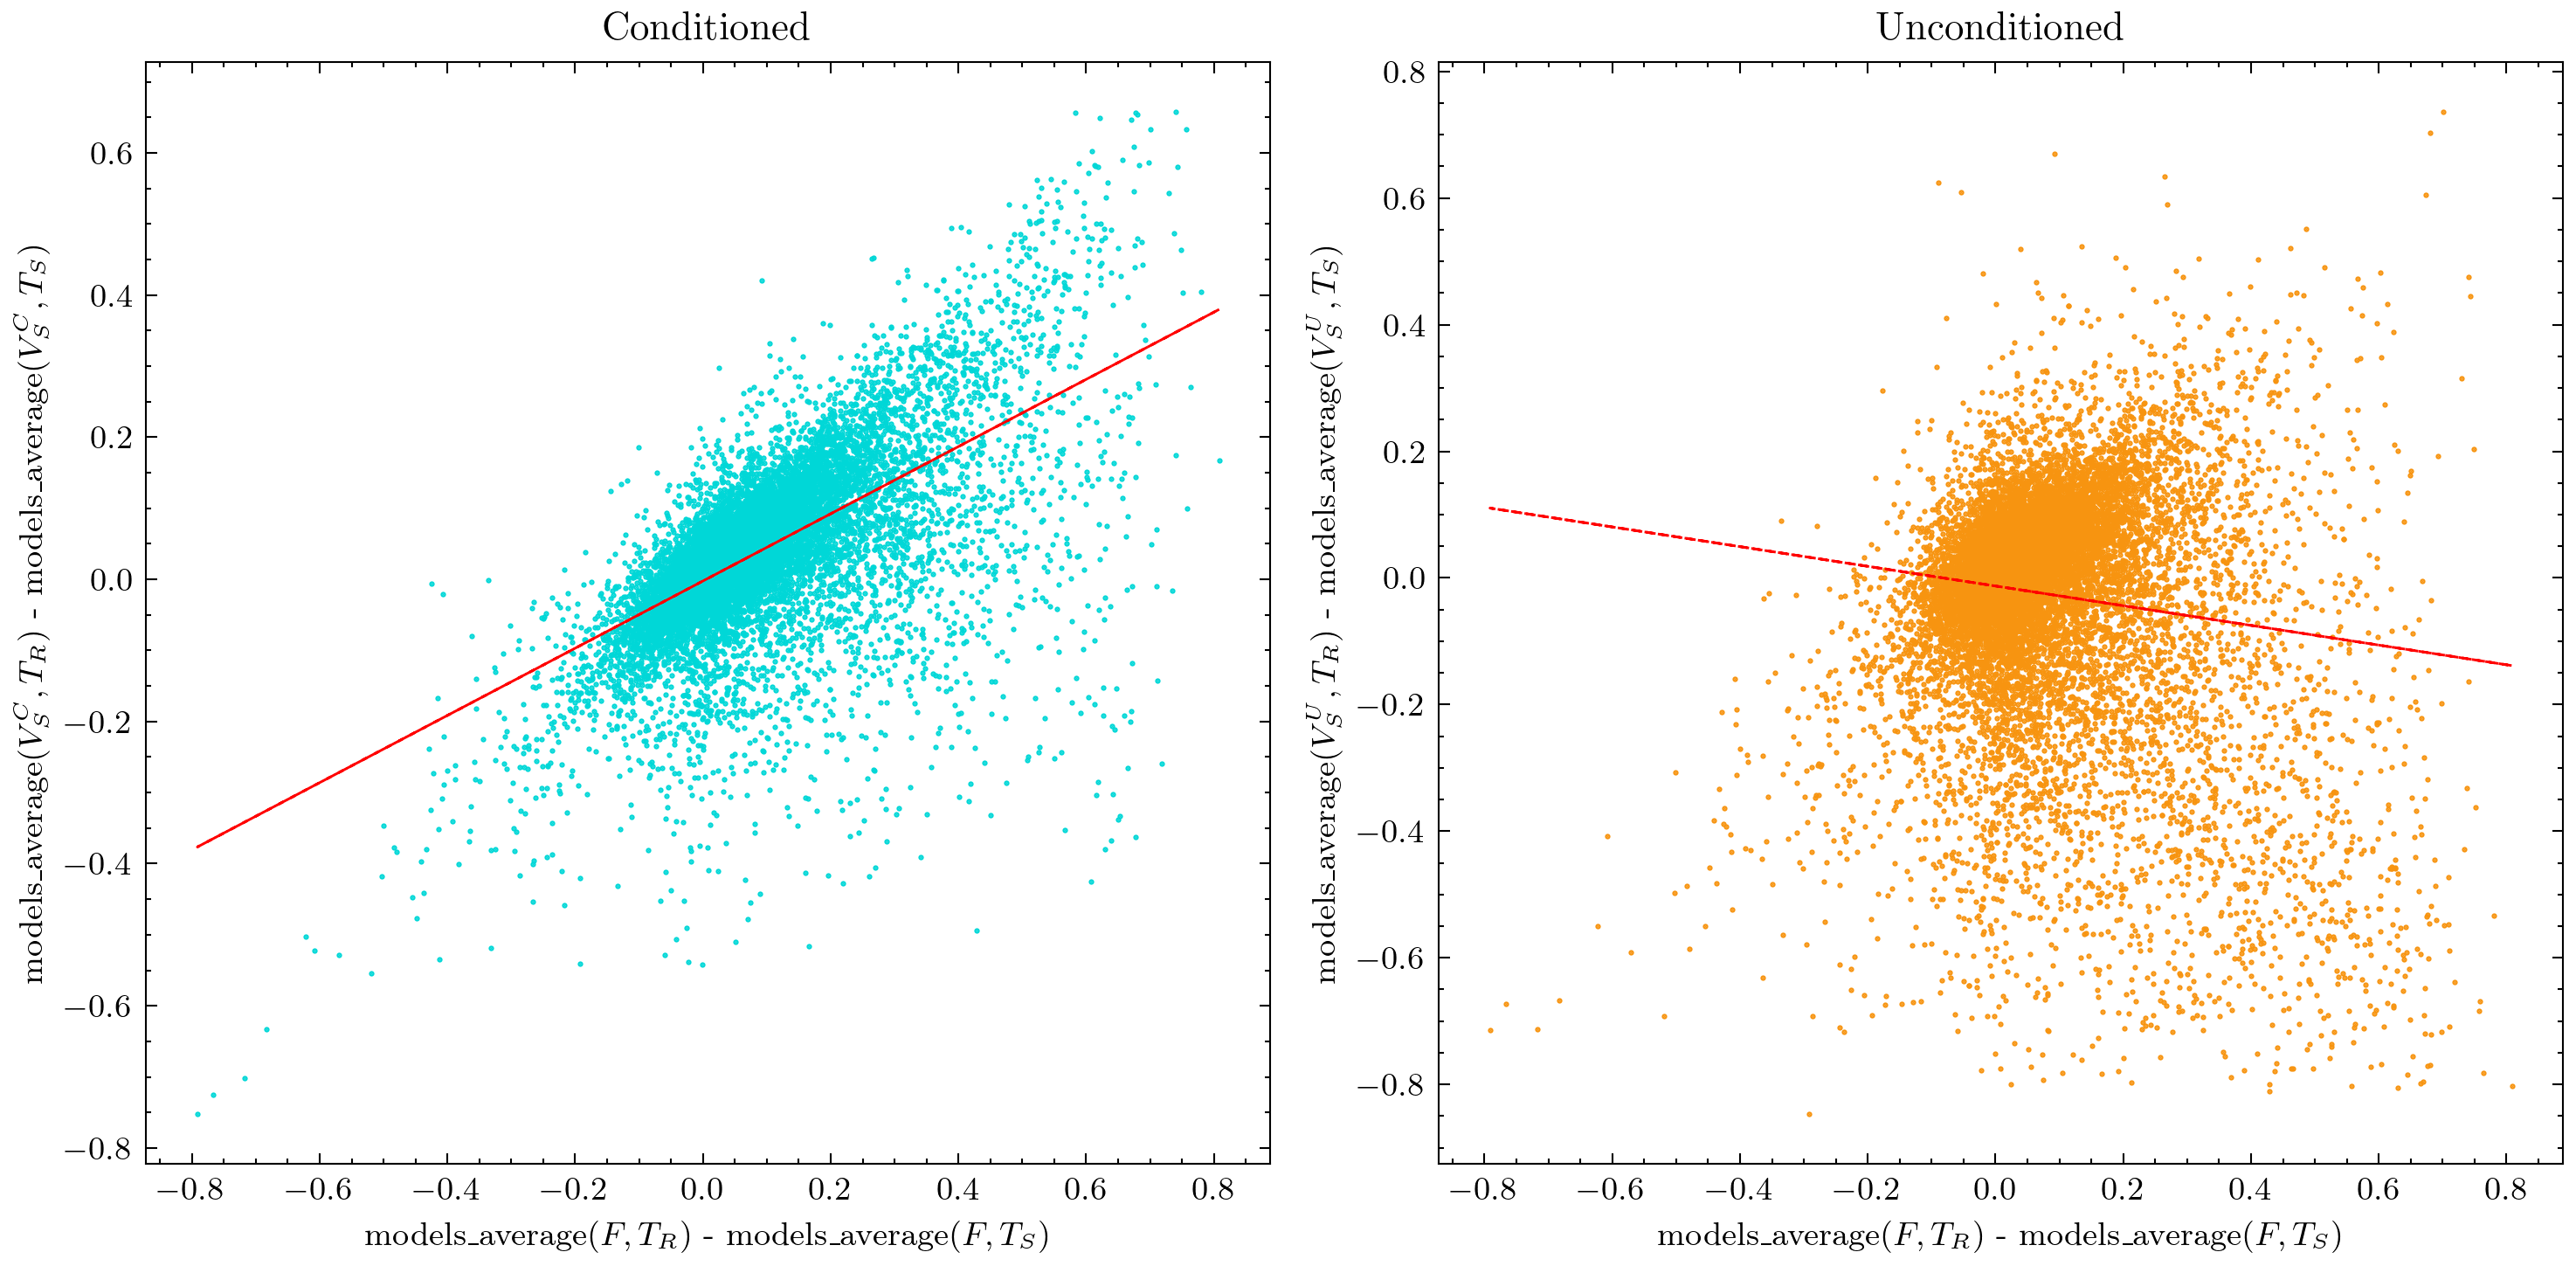 Conditioned
models_average(V_S^C, T_R) - models_average(V_S^C, T_S)
0.6
0.4
0.2
0.0
−0.2
−0.4
−0.6
−0.8
−0.8 −0.6 −0.4 −0.2 0.0 0.2 0.4 0.6 0.8
models_average(F, T_R) - models_average(F, T_S)
Unconditioned
models_average(V_S^U, T_R) - models_average(V_S^U, T_S)
0.8
0.6
0.4
0.2
0.0
−0.2
−0.4
−0.6
−0.8
−0.8 −0.6 −0.4 −0.2 0.0 0.2 0.4 0.6 0.8
models_average(F, T_R) - models_average(F, T_S)